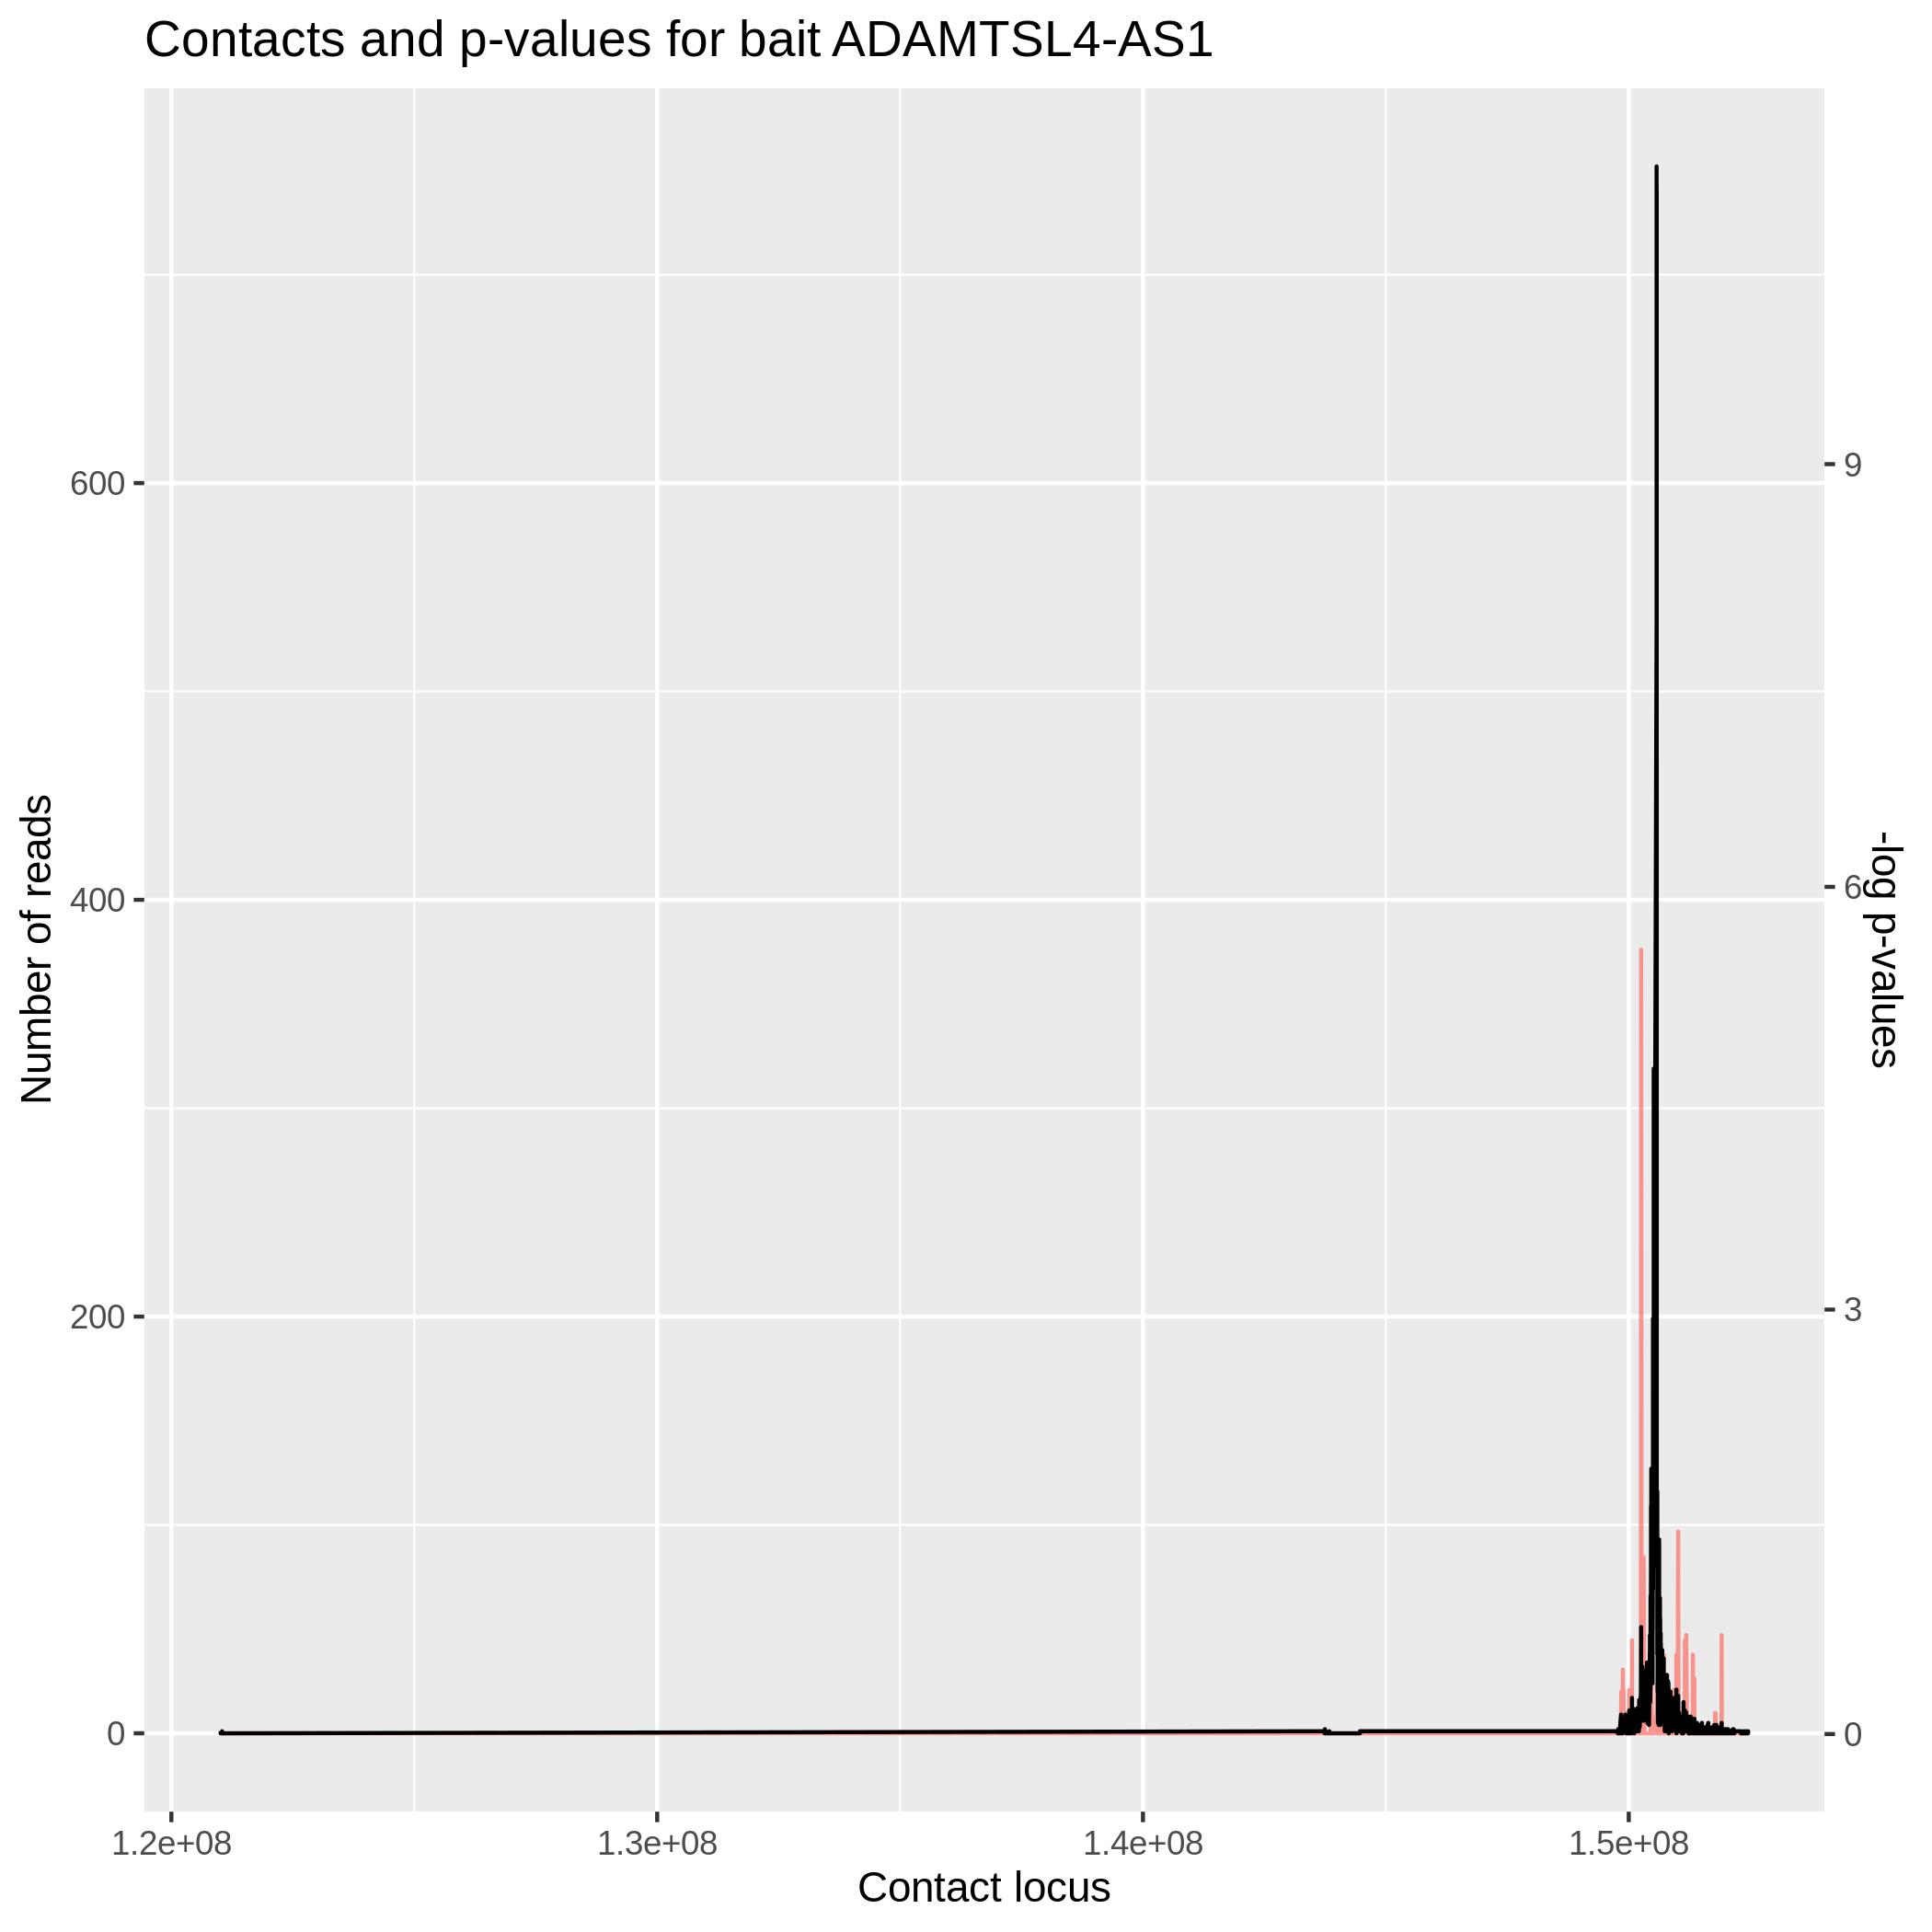 Contacts and p-values for bait ADAMTSL4-AS1
Number of reads
600
400
200
0
9
6
3
0
-log p-values
1.2e+08
1.3e+08
1.4e+08
1.5e+08
Contact locus